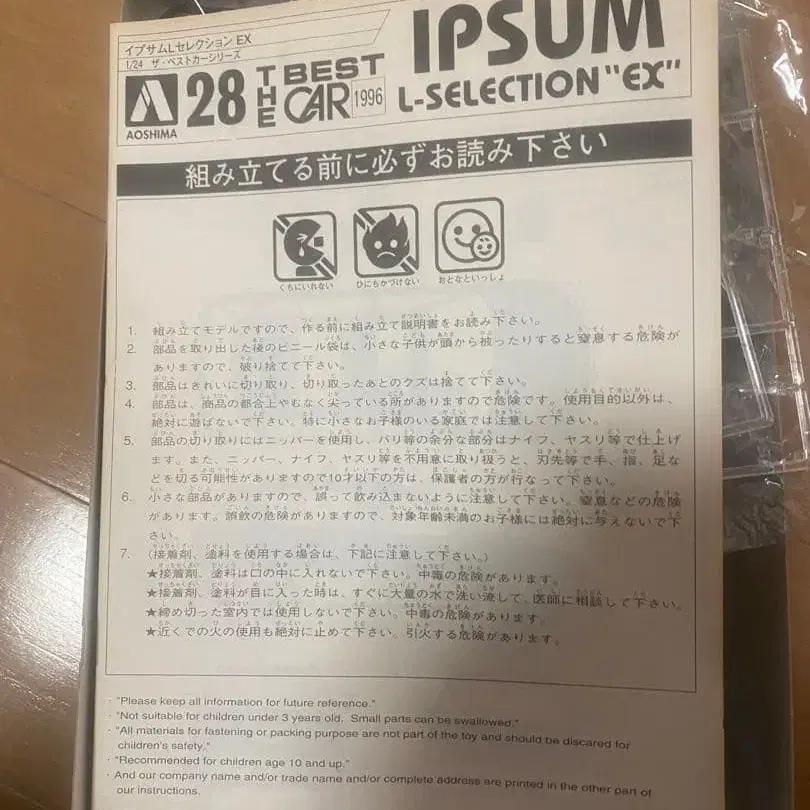 イプサムLセレクション EX
1/24 ザ・ベストカーシリーズ
AOSHIMA
28
THE BEST CAR 1996
IPSUM
L-SELECTION "EX"
組み立てる前に必ずお読み下さい
くちにいれない ひにちかづけない おとなといっしょ
1. 組み立てモデルですので、作る前に組み立て説明書をお読み下さい。
2. 部品を取り出した後のビニール袋は、小さな子供が頭から被ったりすると窒息する危険が
ありますので、破り捨てて下さい。
3. 部品はきれいに切り取り、切り取ったあとのクズは捨てて下さい。
4. 部品は、商品の都合上やむなく尖っている所がありますので危険です。使用目的以外は、
絶対に遊ばないで下さい。特に小さなお子様のいる家庭では注意して下さい。
5. 部品の切り取りにはニッパーを使用し、バリ等の余分な部分はナイフ、ヤスリ等で仕上げ
ます。また、ニッパー、ナイフ、ヤスリ等を不用意に取り扱うと、刃先等で手、指、足な
どを切る可能性がありますので10才以下の方は、保護者の方が行なって下さい。
6. 小さな部品がありますので、誤って飲み込まないように注意して下さい。窒息などの危険
があります。誤飲の危険がありますので、対象年齢未満のお子様には絶対に与えないで下
さい。
7. (接着剤、塗料を使用する場合は、下記に注意して下さい。)
★接着剤、塗料は口の中に入れないで下さい。中毒の危険があります。
★接着剤、塗料が目に入った時は、すぐに大量の水で洗い流して、医師に相談して下さい。
★締め切った室内では使用しないで下さい。中毒の危険があります。
★近くでの火の使用も絶対に止めて下さい。引火する危険があります。
· "Please keep all information for future reference."
· "Not suitable for children under 3 years old. Small parts can be swallowed."
· "All materials for fastening or packing purpose are not part of the toy and should be discared for
children's safety."
· "Recommended for children age 10 and up."
· And our company name and/or trade name and/or complete address are printed in the other part of
our instructions.